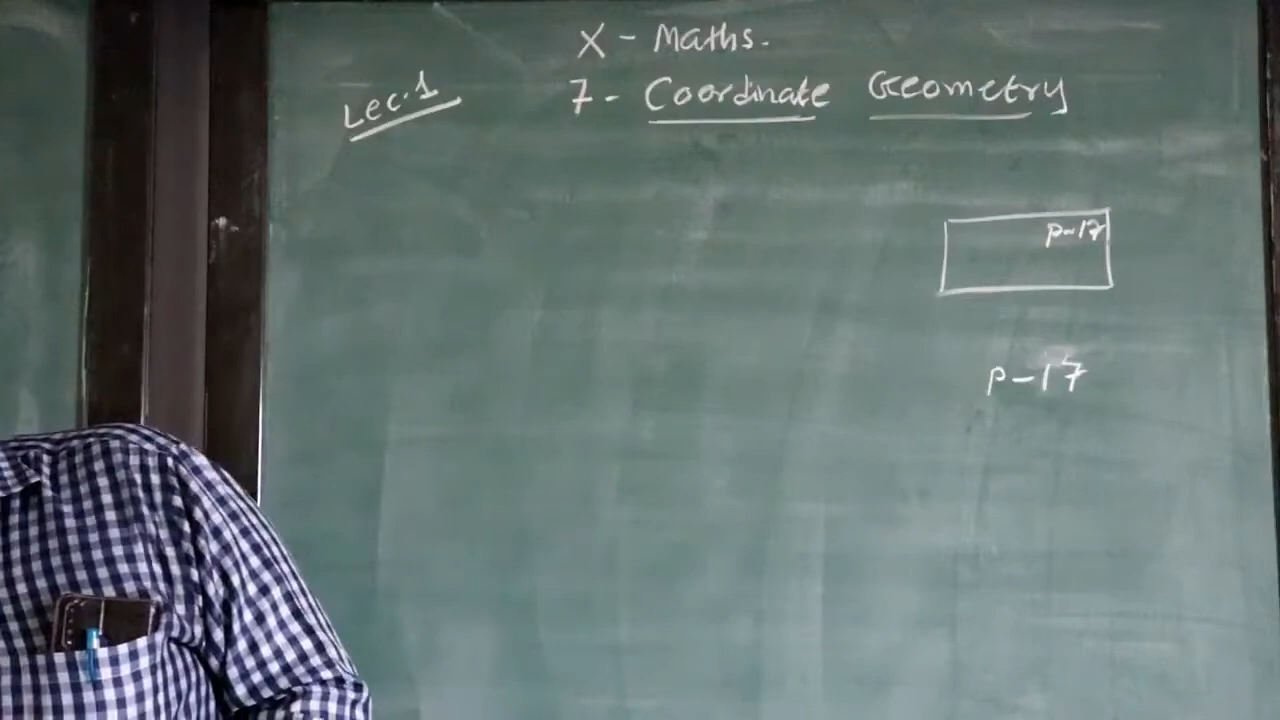 X - Maths.
Lec.1
7 - Coordinate Geometry
P-17
P-17